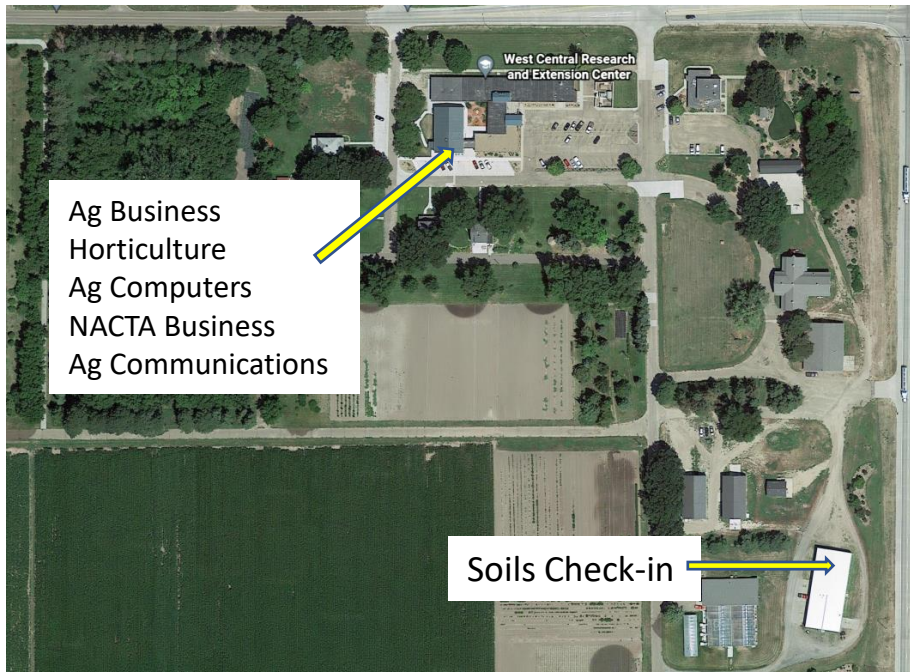 West Central Research
and Extension Center
Ag Business
Horticulture
Ag Computers
NACTA Business
Ag Communications
Soils Check-in